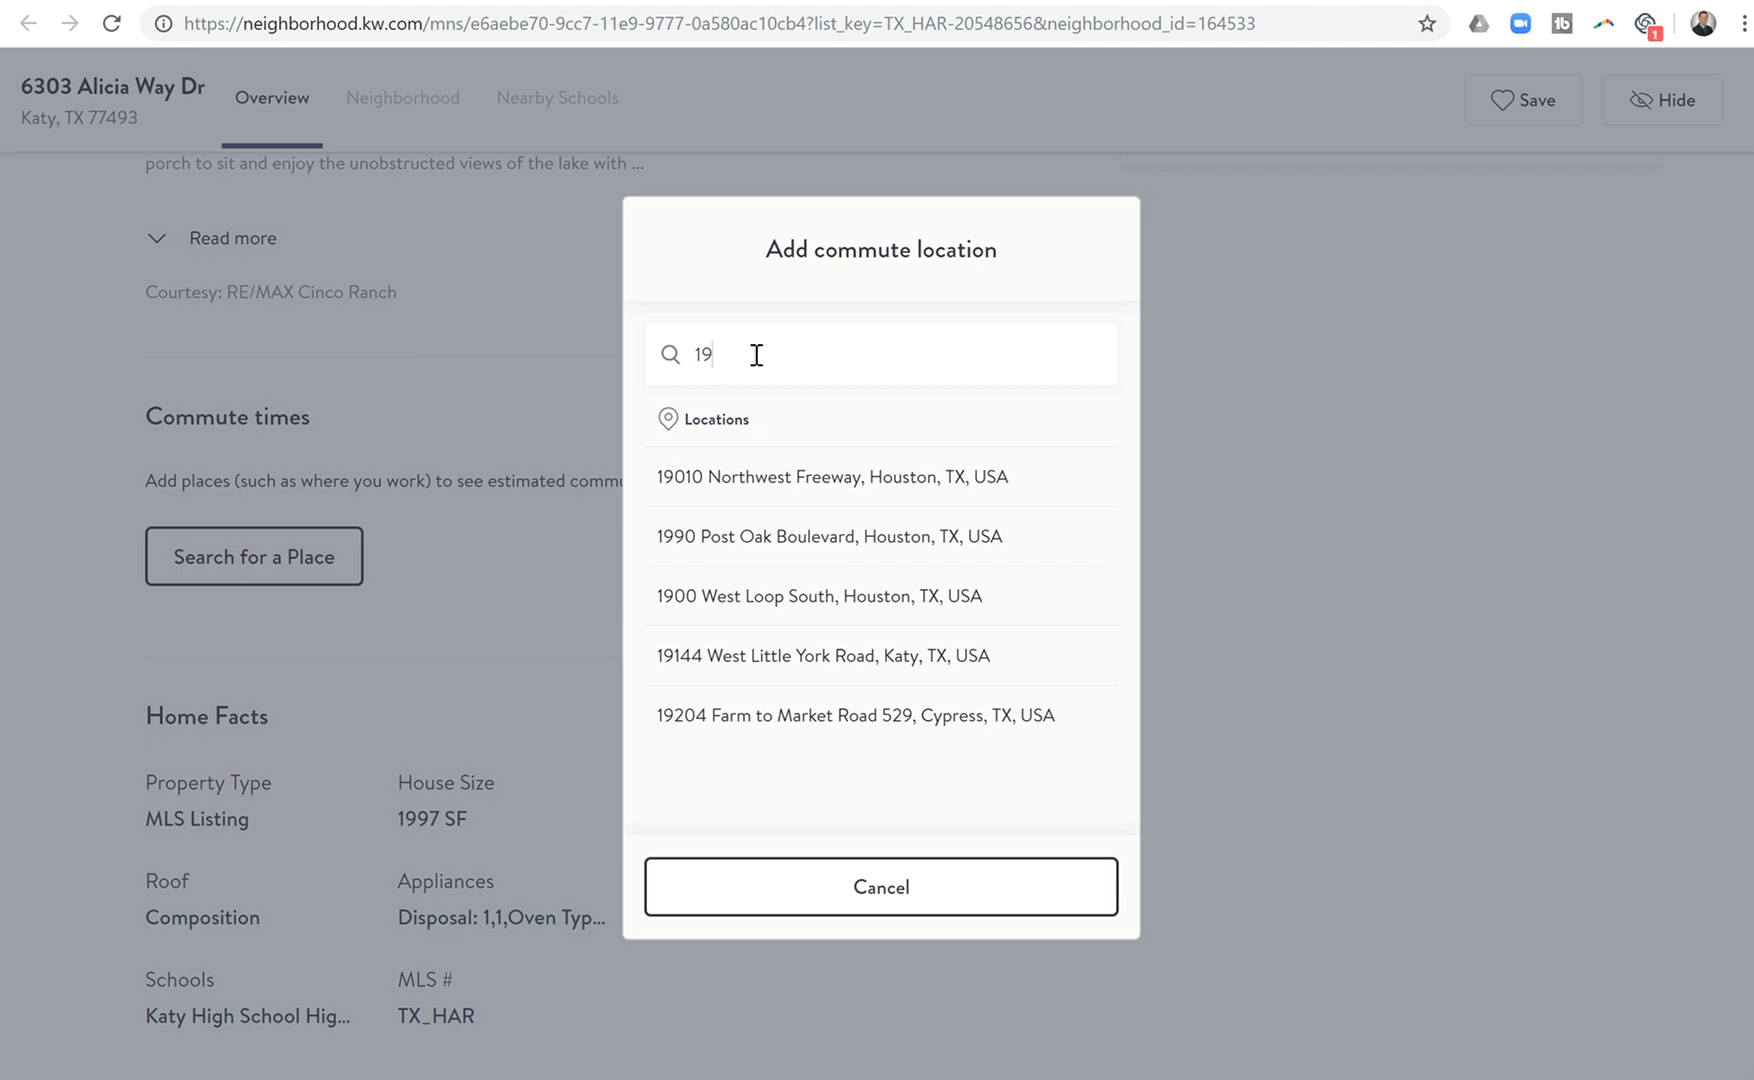 https://neighborhood.kw.com/mns/e6aebe70-9cc7-11e9-9777-0a580ac10cb4?list_key=TX_HAR-20548656&neighborhood_id=164533
1
6303 Alicia Way Dr
Katy, TX 77493
Overview
Neighborhood
Nearby Schools
Save
Hide
porch to sit and enjoy the unobstructed views of the lake with ...
Read more
Courtesy: RE/MAX Cinco Ranch
Commute times
Add places (such as where you work) to see estimated commu
Search for a Place
Home Facts
Property Type
House Size
MLS Listing
1997 SF
Roof
Appliances
Composition
Disposal: 1,1,Oven Typ...
Schools
MLS #
Katy High School Hig...
TX_HAR
Add commute location
19
Locations
19010 Northwest Freeway, Houston, TX, USA
1990 Post Oak Boulevard, Houston, TX, USA
1900 West Loop South, Houston, TX, USA
19144 West Little York Road, Katy, TX, USA
19204 Farm to Market Road 529, Cypress, TX, USA
Cancel